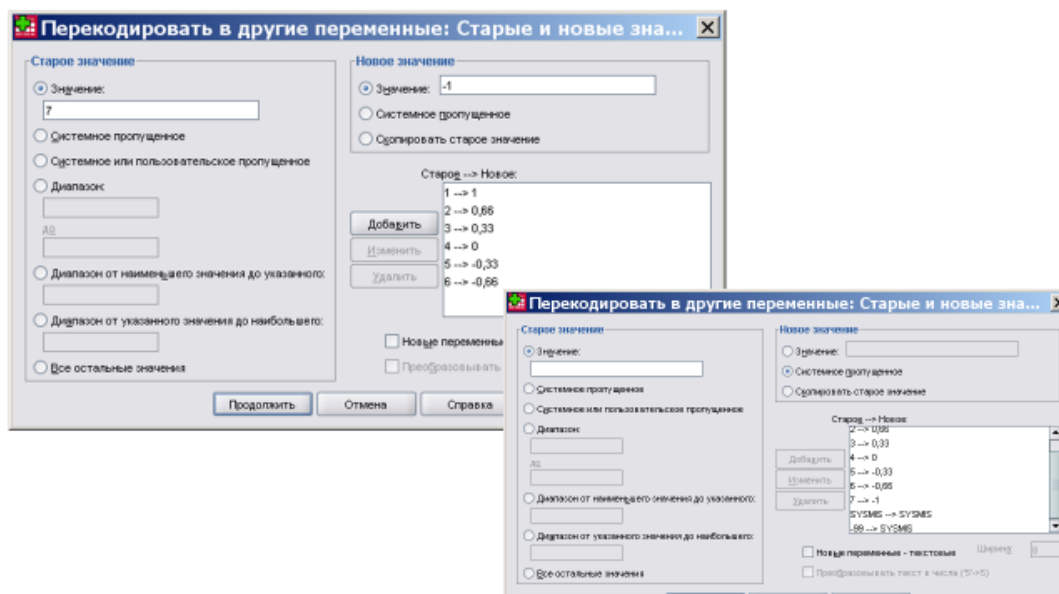 Перекодировать в другие переменные: Старые и новые зна...
Старое значение
Значение:
7
Системное пропущенное
Системное или пользовательское пропущенное
Диапазон:
до
Диапазон от наименьшего значения до указанного:
Диапазон от указанного значения до наибольшего:
Все остальные значения
Новое значение
Значение: -1
Системное пропущенное
Скопировать старое значение
Старое --> Новое:
1 --> 1
2 --> 0,66
3 --> 0,33
4 --> 0
5 --> -0,33
6 --> -0,66
Добавить
Изменить
Удалить
Новые переменные
Преобразовывать
Продолжить Отмена Справка
Перекодировать в другие переменные: Старые и новые зна...
Старое значение
Значение:
Системное пропущенное
Системное или пользовательское пропущенное
Диапазон:
до
Диапазон от наименьшего значения до указанного:
Диапазон от указанного значения до наибольшего:
Все остальные значения
Новое значение
Значение:
Системное пропущенное
Скопировать старое значение
Старое --> Новое:
2 --> 0,66
3 --> 0,33
4 --> 0
5 --> -0,33
6 --> -0,66
7 --> -1
SYSMIS --> SYSMIS
-99 --> SYSMIS
Добавить
Изменить
Удалить
Новые переменные - текстовые Ширина: 8
Преобразовывать текст в числа ('5'->5)